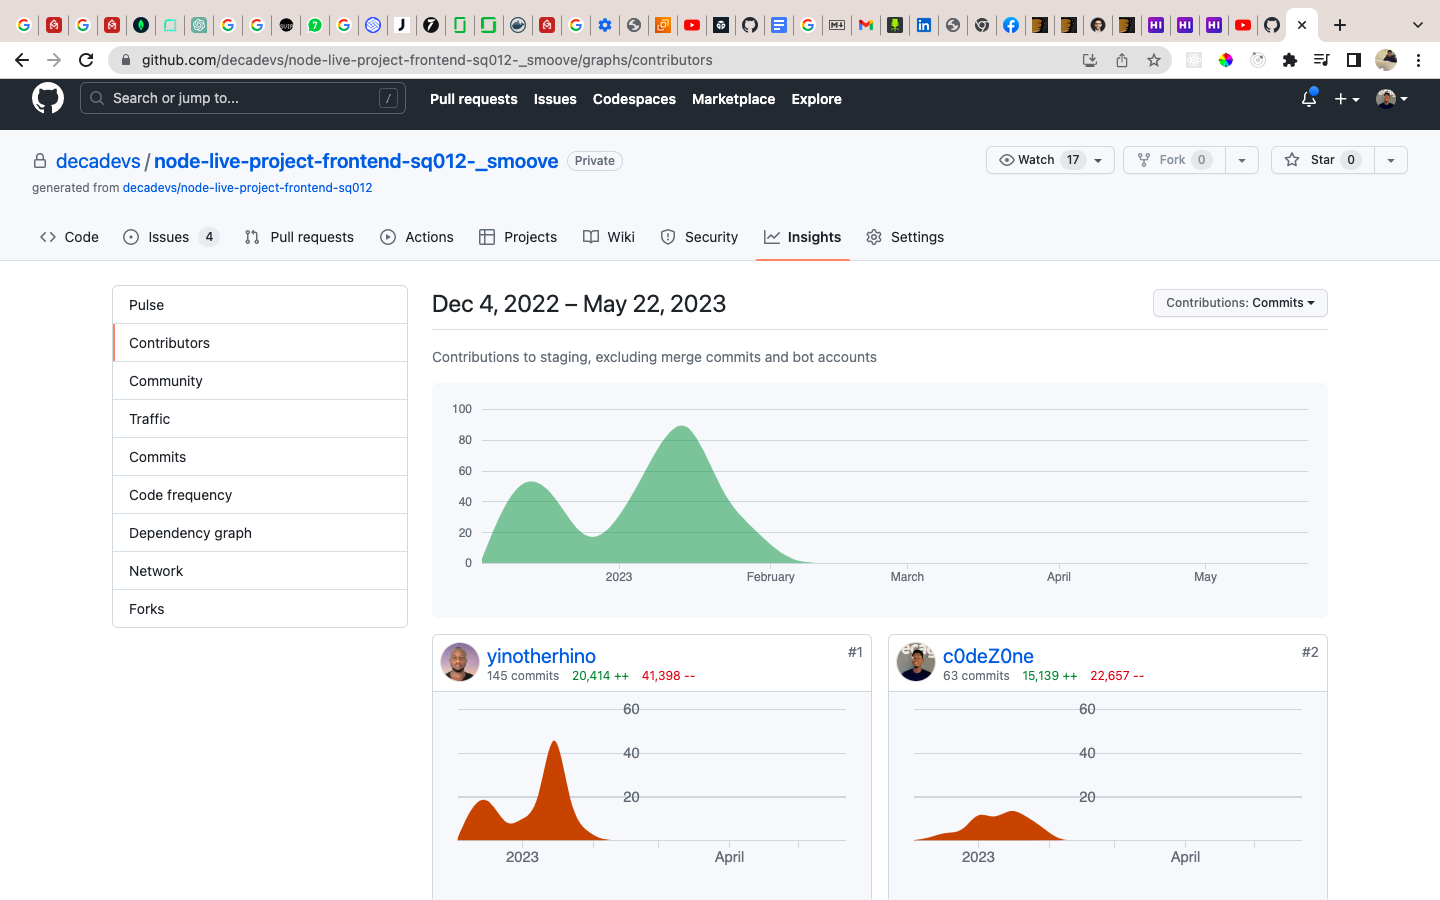 github.com/decadevs/node-live-project-frontend-sq012-_smoove/graphs/contributors
Search or jump to...
/
Pull requests Issues Codespaces Marketplace Explore
decadevs / node-live-project-frontend-sq012-_smoove Private
Watch 17 Fork 0 Star 0
generated from decadevs/node-live-project-frontend-sq012
Code Issues 4 Pull requests Actions Projects Wiki Security Insights Settings
Pulse
Contributors
Community
Traffic
Commits
Code frequency
Dependency graph
Network
Forks
Dec 4, 2022 – May 22, 2023
Contributions: Commits
Contributions to staging, excluding merge commits and bot accounts
100
80
60
40
20
0
2023 February March April May
yinotherhino #1
145 commits 20,414 ++ 41,398 --
60
40
20
2023 April
c0deZ0ne #2
63 commits 15,139 ++ 22,657 --
60
40
20
2023 April